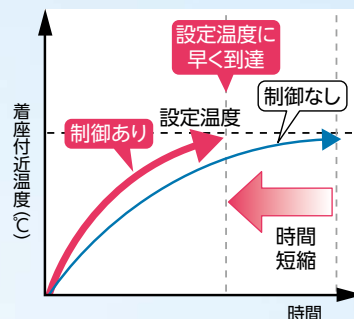 設定温度に
早く到達
制御なし
設定温度
制御あり
着座付近温度(℃)
時間
短縮
時間